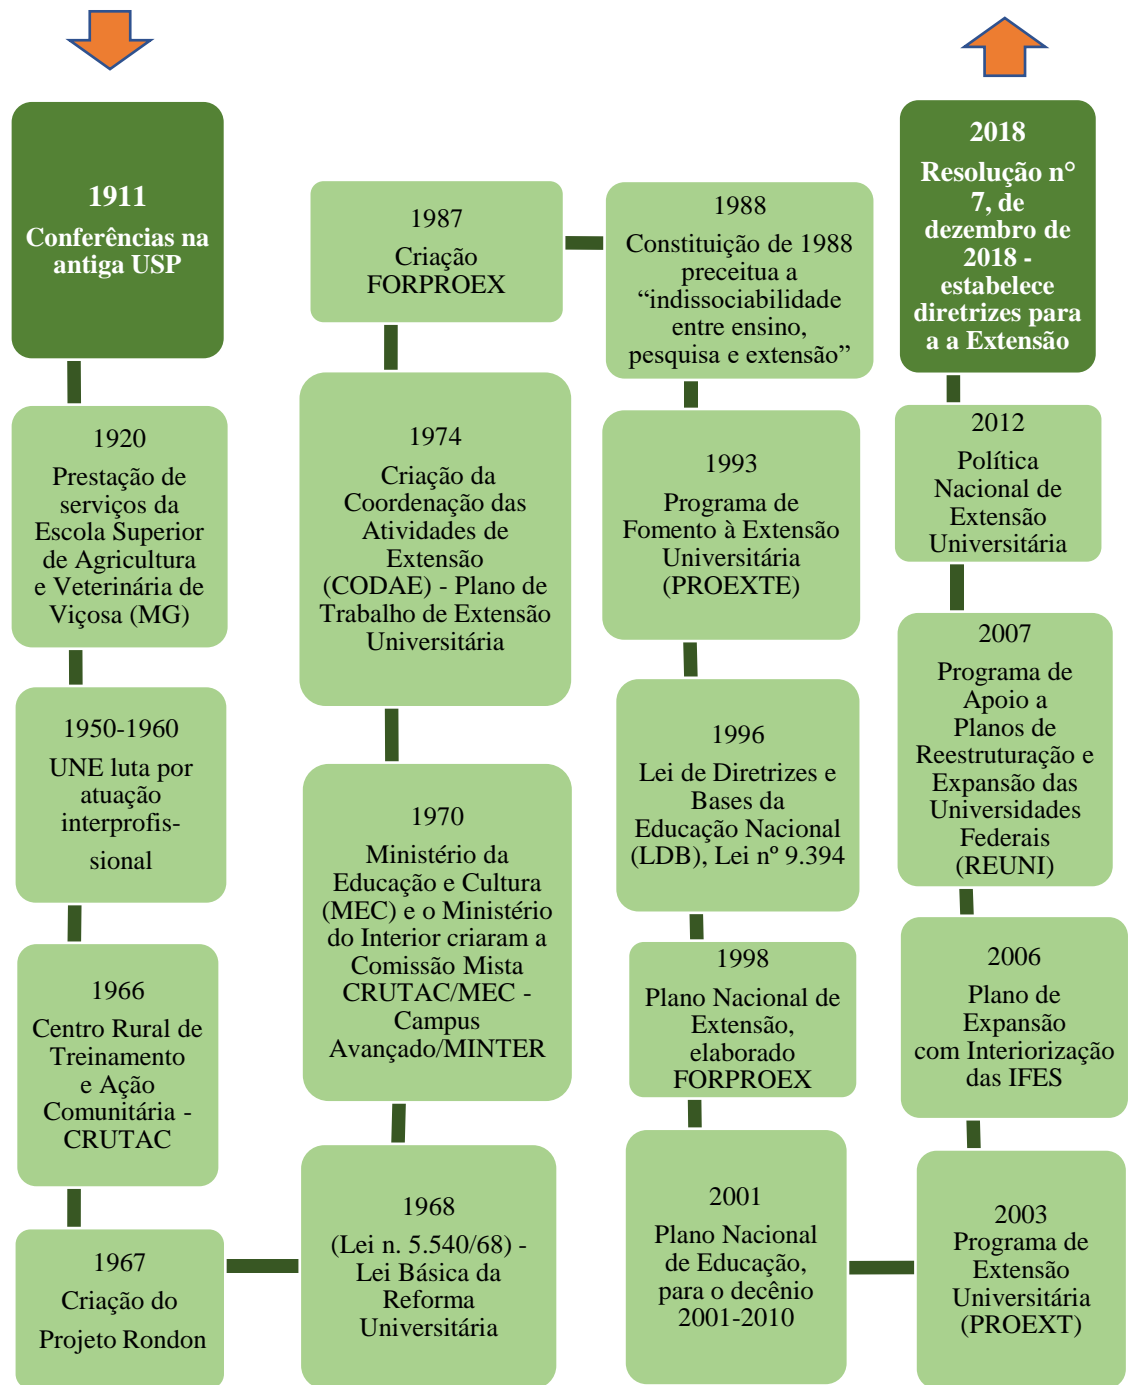 1911
Conferências na
antiga USP
1920
Prestação de
serviços da
Escola Superior
de Agricultura
e Veterinária de
Viçosa (MG)
1950-1960
UNE luta por
atuação
interprofis-
sional
1966
Centro Rural de
Treinamento
e Ação
Comunitária -
CRUTAC
1967
Criação do
Projeto Rondon
1968
(Lei n. 5.540/68) -
Lei Básica da
Reforma
Universitária
1970
Ministério da
Educação e Cultura
(MEC) e o Ministério
do Interior criaram a
Comissão Mista
CRUTAC/MEC -
Campus
Avançado/MINTER
1974
Criação da
Coordenação das
Atividades de
Extensão
(CODAE) - Plano de
Trabalho de Extensão
Universitária
1987
Criação
FORPROEX
1988
Constituição de 1988
preceitua a
“indissociabilidade
entre ensino,
pesquisa e extensão”
1993
Programa de
Fomento à Extensão
Universitária
(PROEXTE)
1996
Lei de Diretrizes e
Bases da
Educação Nacional
(LDB), Lei nº 9.394
1998
Plano Nacional de
Extensão,
elaborado
FORPROEX
2001
Plano Nacional
de Educação,
para o decênio
2001-2010
2003
Programa de
Extensão
Universitária
(PROEXT)
2006
Plano de
Expansão
com Interiorização
das IFES
2007
Programa de
Apoio a
Planos de
Reestruturação e
Expansão das
Universidades
Federais
(REUNI)
2012
Política
Nacional de
Extensão
Universitária
2018
Resolução n°
7, de
dezembro de
2018 -
estabelece
diretrizes para
a a Extensão